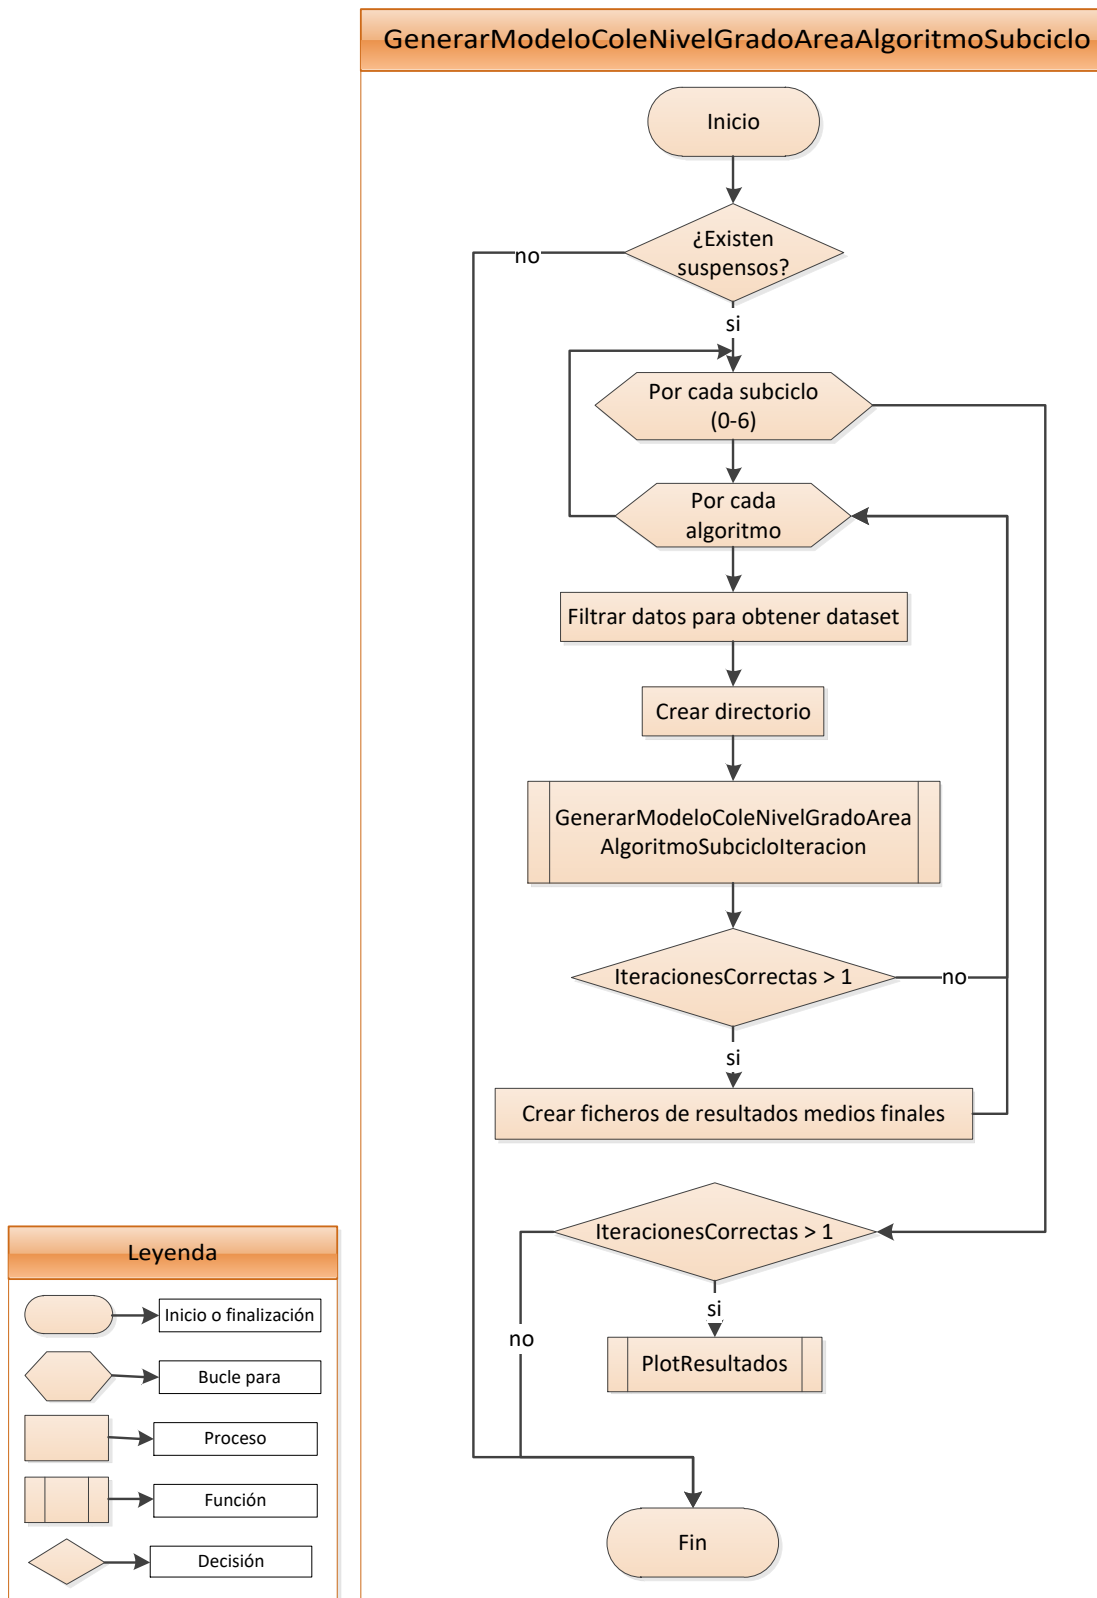 GenerarModeloColeNivelGradoAreaAlgoritmoSubciclo
Inicio
¿Existen
suspensos?
no
si
Por cada subciclo
(0-6)
Por cada
algoritmo
Filtrar datos para obtener dataset
Crear directorio
GenerarModeloColeNivelGradoArea
AlgoritmoSubcicloIteracion
IteracionesCorrectas > 1
no
si
Crear ficheros de resultados medios finales
IteracionesCorrectas > 1
si
no
PlotResultados
Fin
Leyenda
Inicio o finalización
Bucle para
Proceso
Función
Decisión